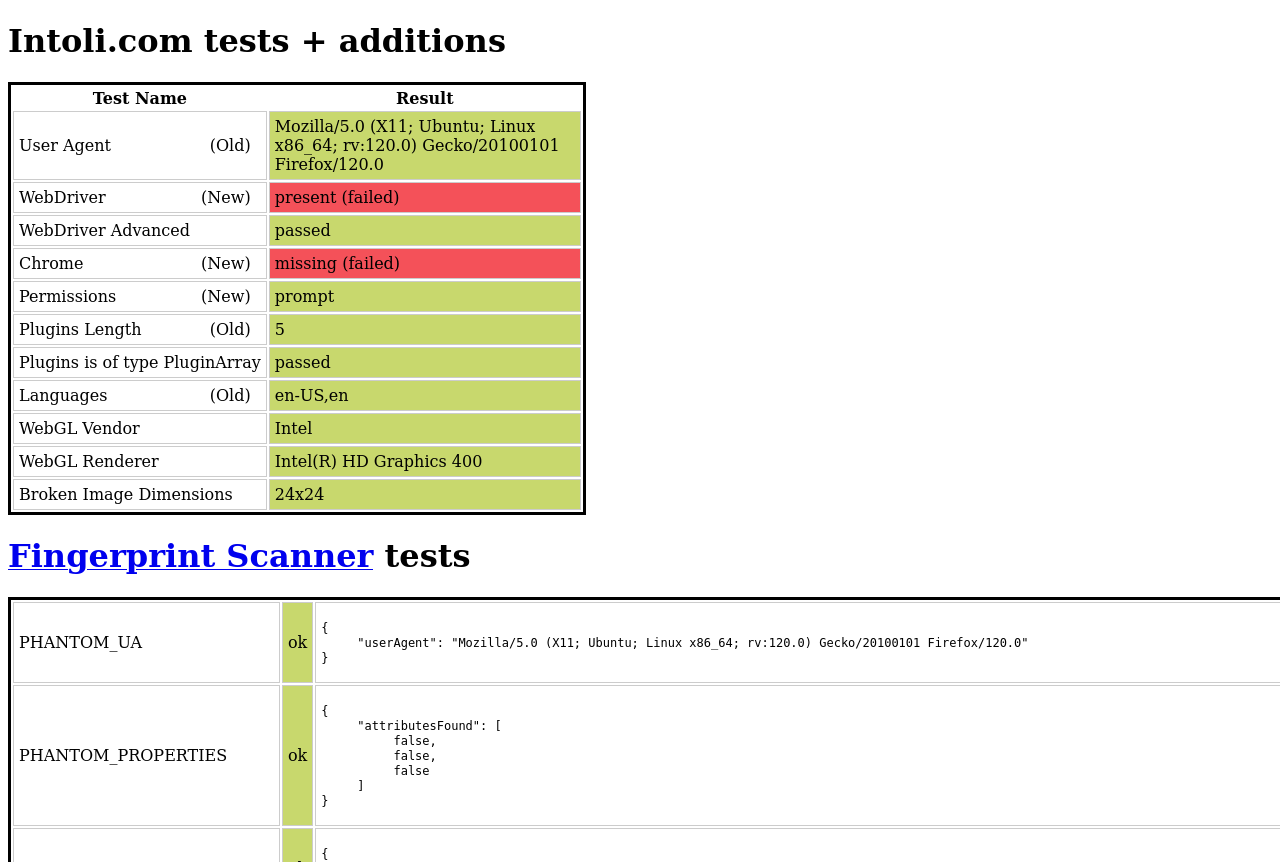 Intoli.com tests + additions
Test Name Result
User Agent (Old) Mozilla/5.0 (X11; Ubuntu; Linux
x86_64; rv:120.0) Gecko/20100101
Firefox/120.0
WebDriver (New) present (failed)
WebDriver Advanced passed
Chrome (New) missing (failed)
Permissions (New) prompt
Plugins Length (Old) 5
Plugins is of type PluginArray passed
Languages (Old) en-US,en
WebGL Vendor Intel
WebGL Renderer Intel(R) HD Graphics 400
Broken Image Dimensions 24x24
Fingerprint Scanner tests
PHANTOM_UA ok
{
"userAgent": "Mozilla/5.0 (X11; Ubuntu; Linux x86_64; rv:120.0) Gecko/20100101 Firefox/120.0"
}
PHANTOM_PROPERTIES ok
{
"attributesFound": [
false,
false,
false
]
}
{